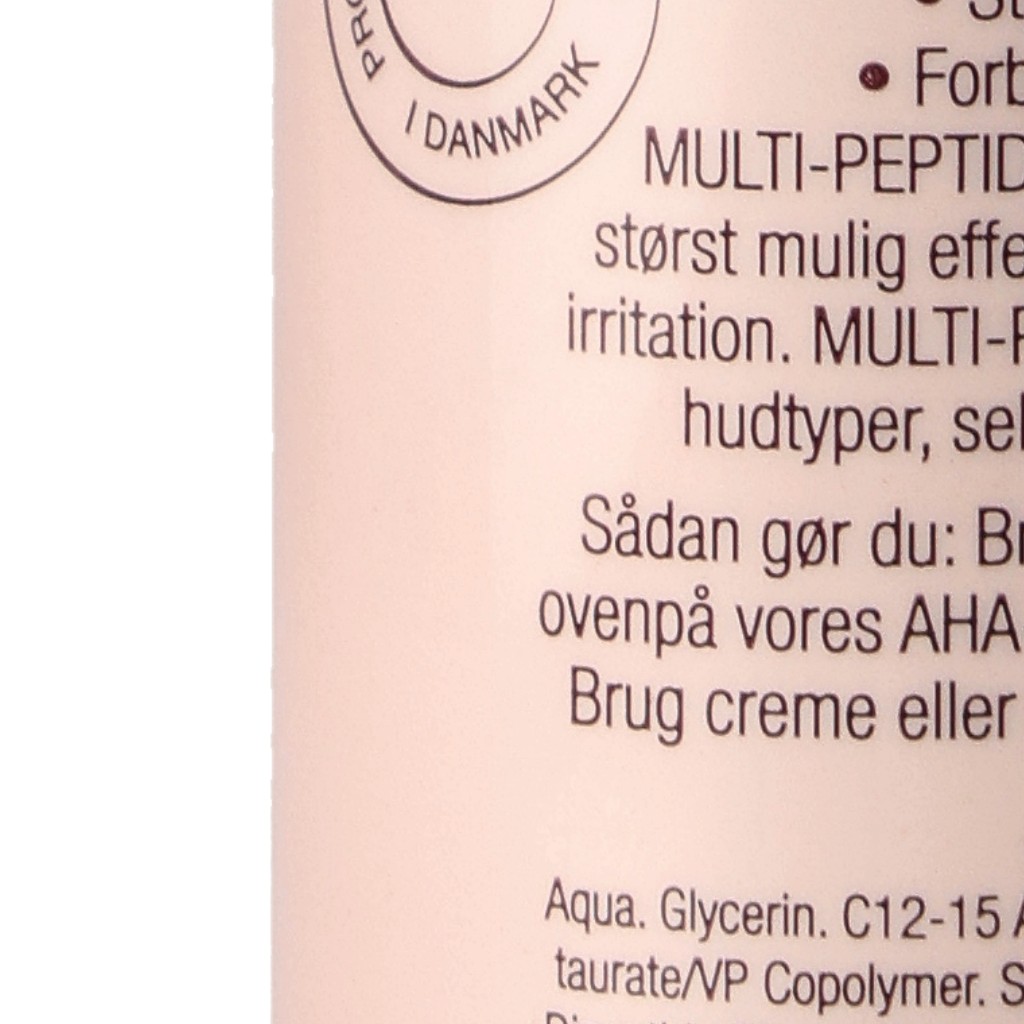 I DANMARK
• Forb
MULTI-PEPTID
størst mulig effe
irritation. MULTI-
hudtyper, sel
Sådan gør du: Br
ovenpå vores AHA
Brug creme eller
Aqua. Glycerin. C12-15 A
taurate/VP Copolymer. S